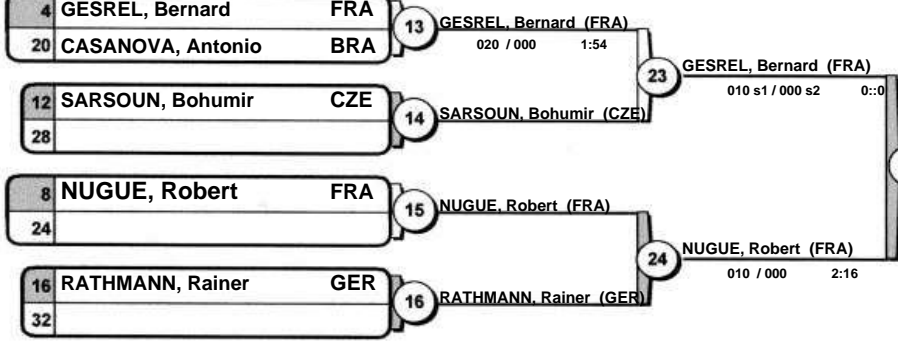 4 GESREL, Bernard FRA
20 CASANOVA, Antonio BRA
13
GESREL, Bernard (FRA)
020 / 000 1:54
12 SARSOUN, Bohumir CZE
28
14
SARSOUN, Bohumir (CZE)
23
GESREL, Bernard (FRA)
010 s1 / 000 s2 0::0
8 NUGUE, Robert FRA
24
15
NUGUE, Robert (FRA)
16 RATHMANN, Rainer GER
32
16
RATHMANN, Rainer (GER)
24
NUGUE, Robert (FRA)
010 / 000 2:16